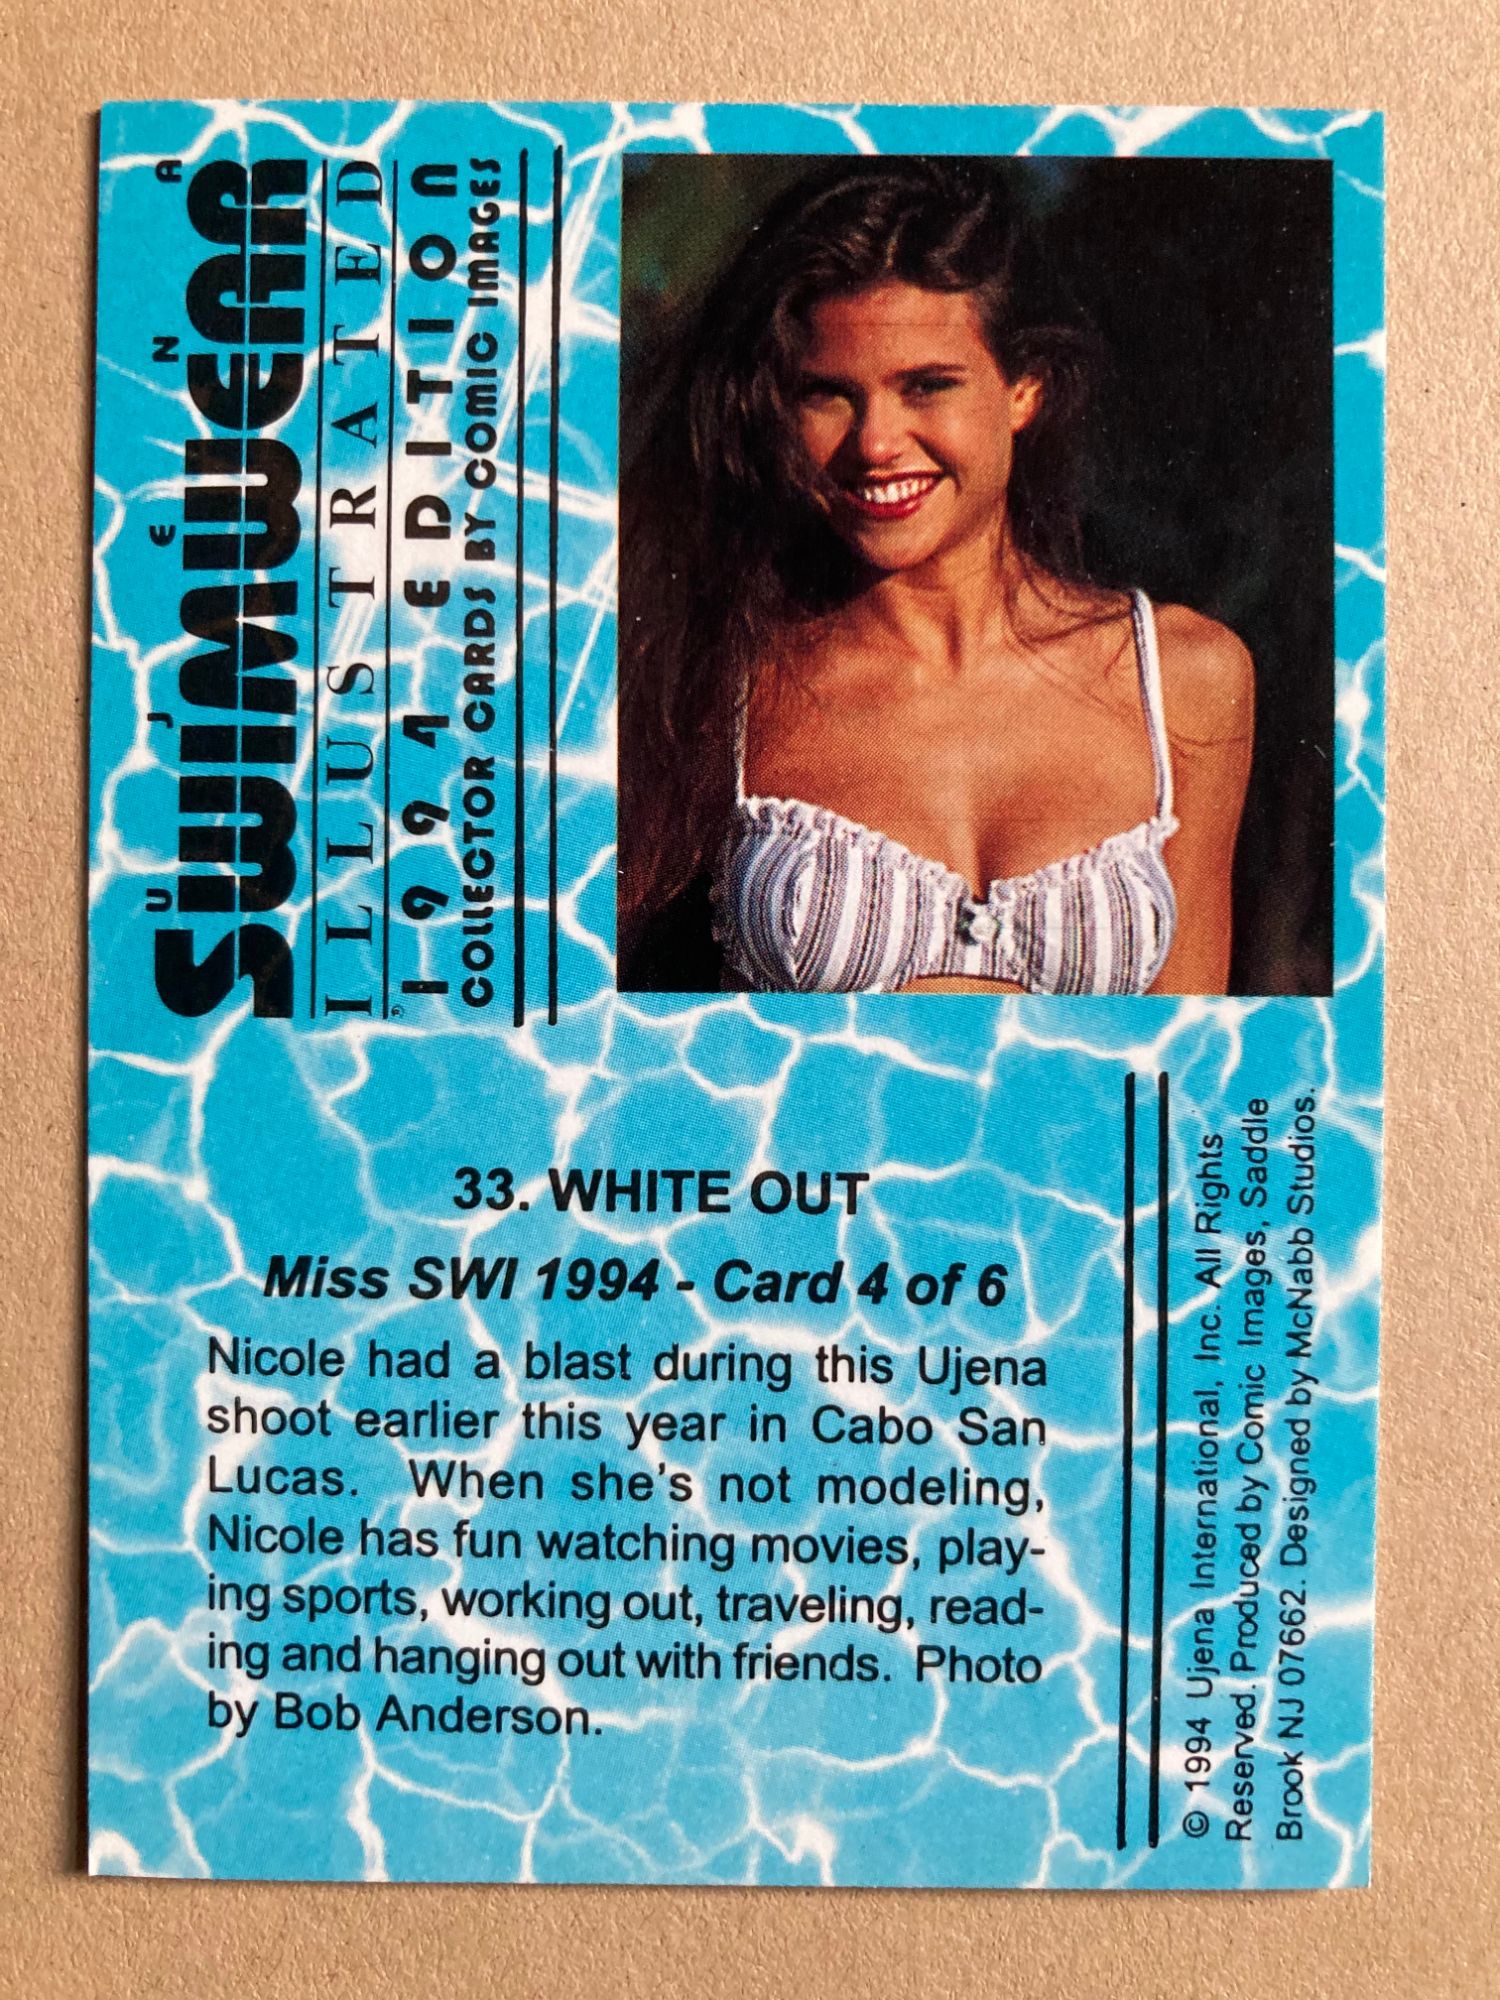 UJENA
SWIMWEAR
ILLUSTRATED®
1994 EDITION
COLLECTOR CARDS BY COMIC IMAGES
33. WHITE OUT
Miss SWI 1994 - Card 4 of 6
Nicole had a blast during this Ujena
shoot earlier this year in Cabo San
Lucas. When she's not modeling,
Nicole has fun watching movies, play-
ing sports, working out, traveling, read-
ing and hanging out with friends. Photo
by Bob Anderson.
© 1994 Ujena International, Inc. All Rights
Reserved. Produced by Comic Images, Saddle
Brook NJ 07662. Designed by McNabb Studios.